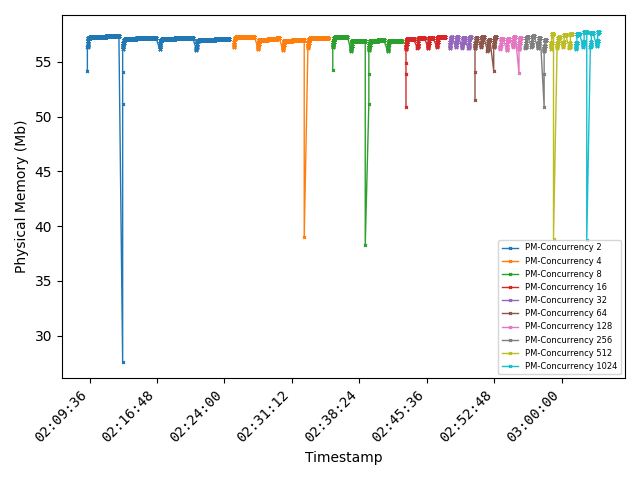 Physical Memory (Mb)
55
50
45
40
35
30
PM-Concurrency 2
PM-Concurrency 4
PM-Concurrency 8
PM-Concurrency 16
PM-Concurrency 32
PM-Concurrency 64
PM-Concurrency 128
PM-Concurrency 256
PM-Concurrency 512
PM-Concurrency 1024
02:09:36
02:16:48
02:24:00
02:31:12
02:38:24
02:45:36
02:52:48
03:00:00
Timestamp